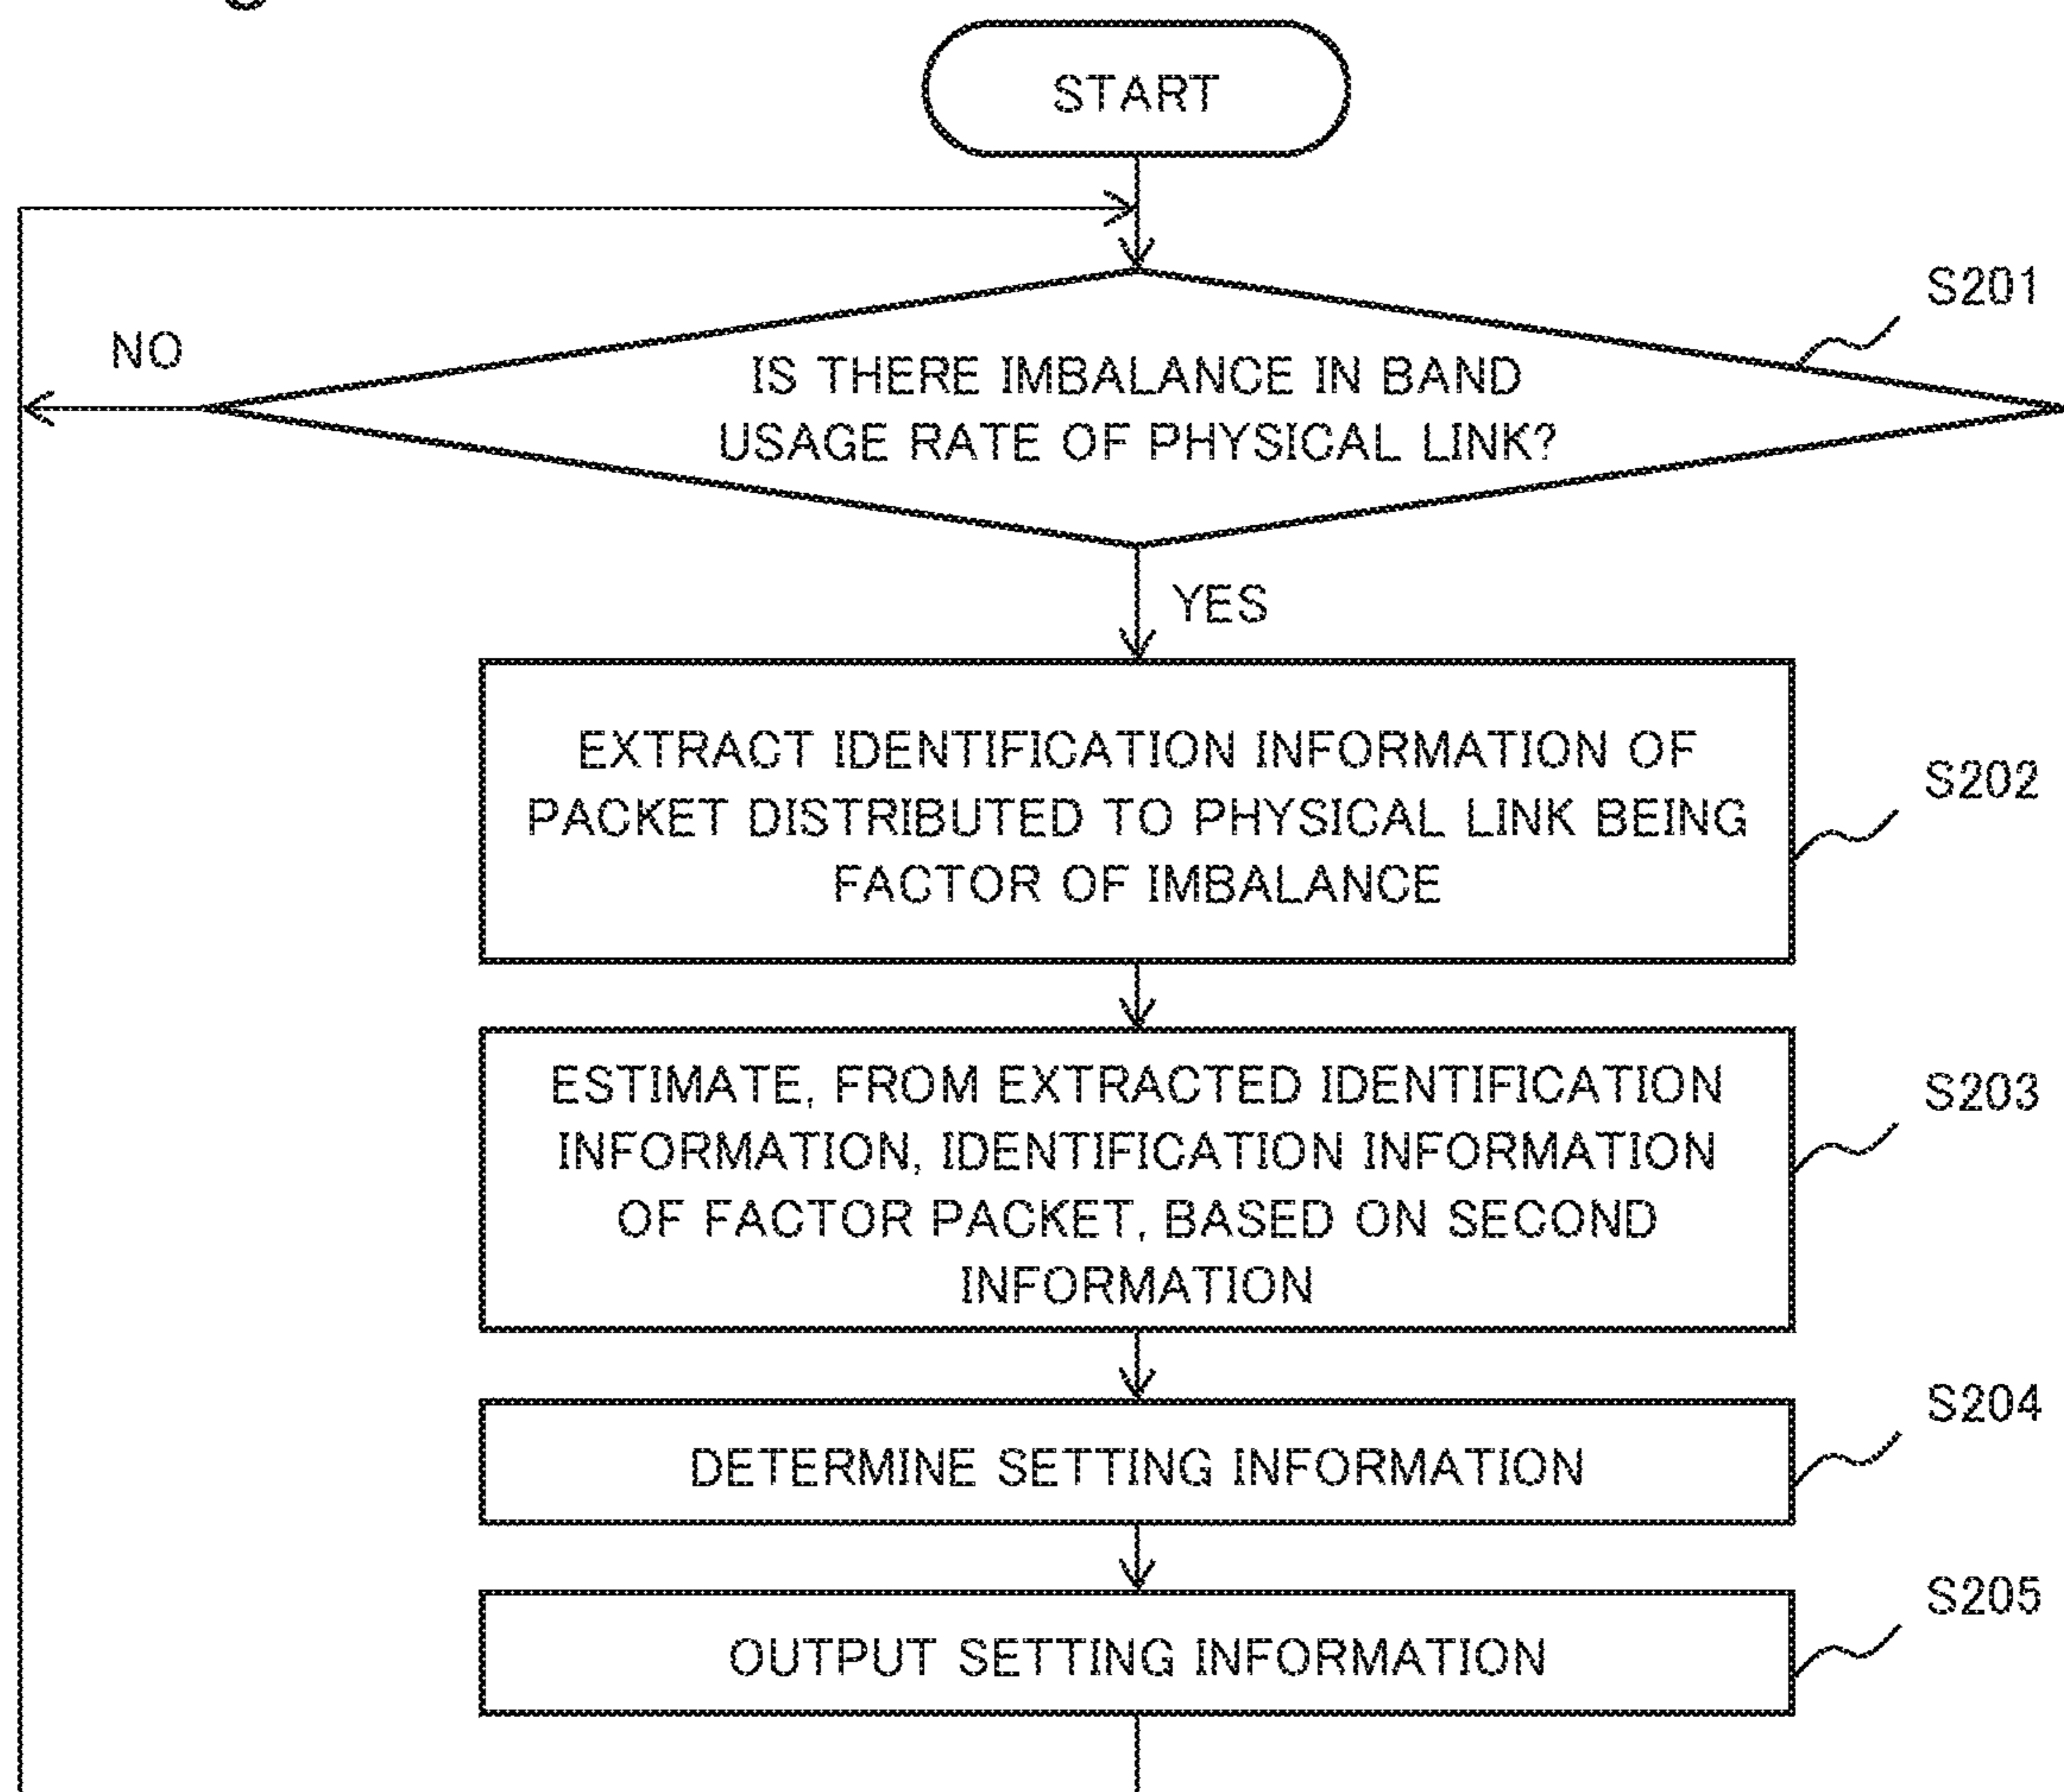 START
S201
NO
IS THERE IMBALANCE IN BAND
USAGE RATE OF PHYSICAL LINK?
YES
EXTRACT IDENTIFICATION INFORMATION OF
PACKET DISTRIBUTED TO PHYSICAL LINK BEING
FACTOR OF IMBALANCE
S202
ESTIMATE, FROM EXTRACTED IDENTIFICATION
INFORMATION, IDENTIFICATION INFORMATION
OF FACTOR PACKET, BASED ON SECOND
INFORMATION
S203
DETERMINE SETTING INFORMATION
S204
OUTPUT SETTING INFORMATION
S205